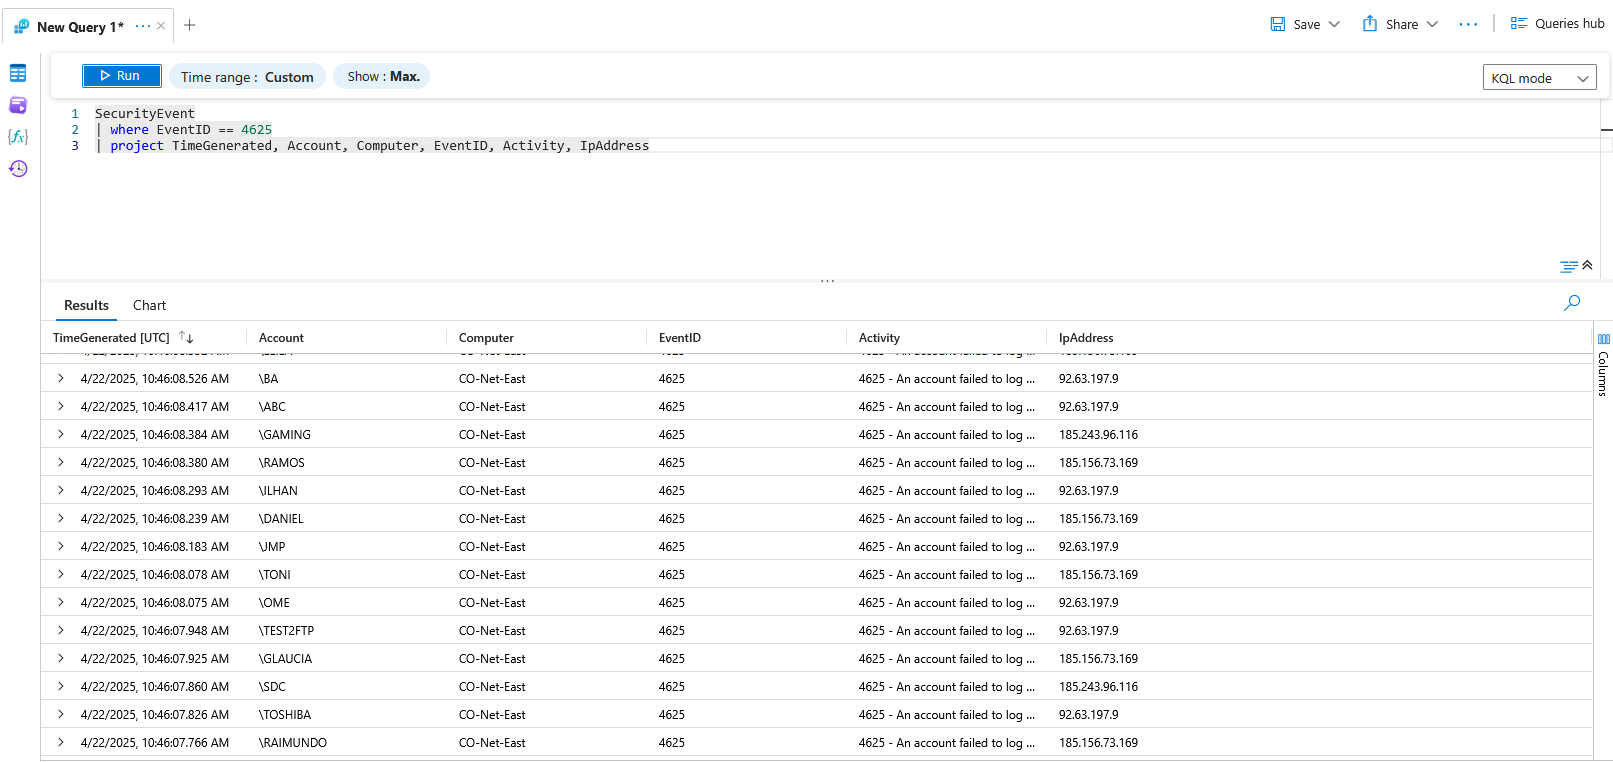 New Query 1* ···
Save Share ··· Queries hub
Run Time range : Custom Show : Max. KQL mode
1 SecurityEvent
2 | where EventID == 4625
3 | project TimeGenerated, Account, Computer, EventID, Activity, IpAddress
Results Chart
TimeGenerated [UTC] Account Computer EventID Activity IpAddress
4/22/2025, 10:46:08.526 AM \BA CO-Net-East 4625 4625 - An account failed to log ... 92.63.197.9
4/22/2025, 10:46:08.417 AM \ABC CO-Net-East 4625 4625 - An account failed to log ... 92.63.197.9
4/22/2025, 10:46:08.384 AM \GAMING CO-Net-East 4625 4625 - An account failed to log ... 185.243.96.116
4/22/2025, 10:46:08.380 AM \RAMOS CO-Net-East 4625 4625 - An account failed to log ... 185.156.73.169
4/22/2025, 10:46:08.293 AM \ILHAN CO-Net-East 4625 4625 - An account failed to log ... 92.63.197.9
4/22/2025, 10:46:08.239 AM \DANIEL CO-Net-East 4625 4625 - An account failed to log ... 185.156.73.169
4/22/2025, 10:46:08.183 AM \JMP CO-Net-East 4625 4625 - An account failed to log ... 92.63.197.9
4/22/2025, 10:46:08.078 AM \TONI CO-Net-East 4625 4625 - An account failed to log ... 185.156.73.169
4/22/2025, 10:46:08.075 AM \OME CO-Net-East 4625 4625 - An account failed to log ... 92.63.197.9
4/22/2025, 10:46:07.948 AM \TEST2FTP CO-Net-East 4625 4625 - An account failed to log ... 92.63.197.9
4/22/2025, 10:46:07.925 AM \GLAUCIA CO-Net-East 4625 4625 - An account failed to log ... 185.156.73.169
4/22/2025, 10:46:07.860 AM \SDC CO-Net-East 4625 4625 - An account failed to log ... 185.243.96.116
4/22/2025, 10:46:07.826 AM \TOSHIBA CO-Net-East 4625 4625 - An account failed to log ... 92.63.197.9
4/22/2025, 10:46:07.766 AM \RAIMUNDO CO-Net-East 4625 4625 - An account failed to log ... 185.156.73.169
Columns